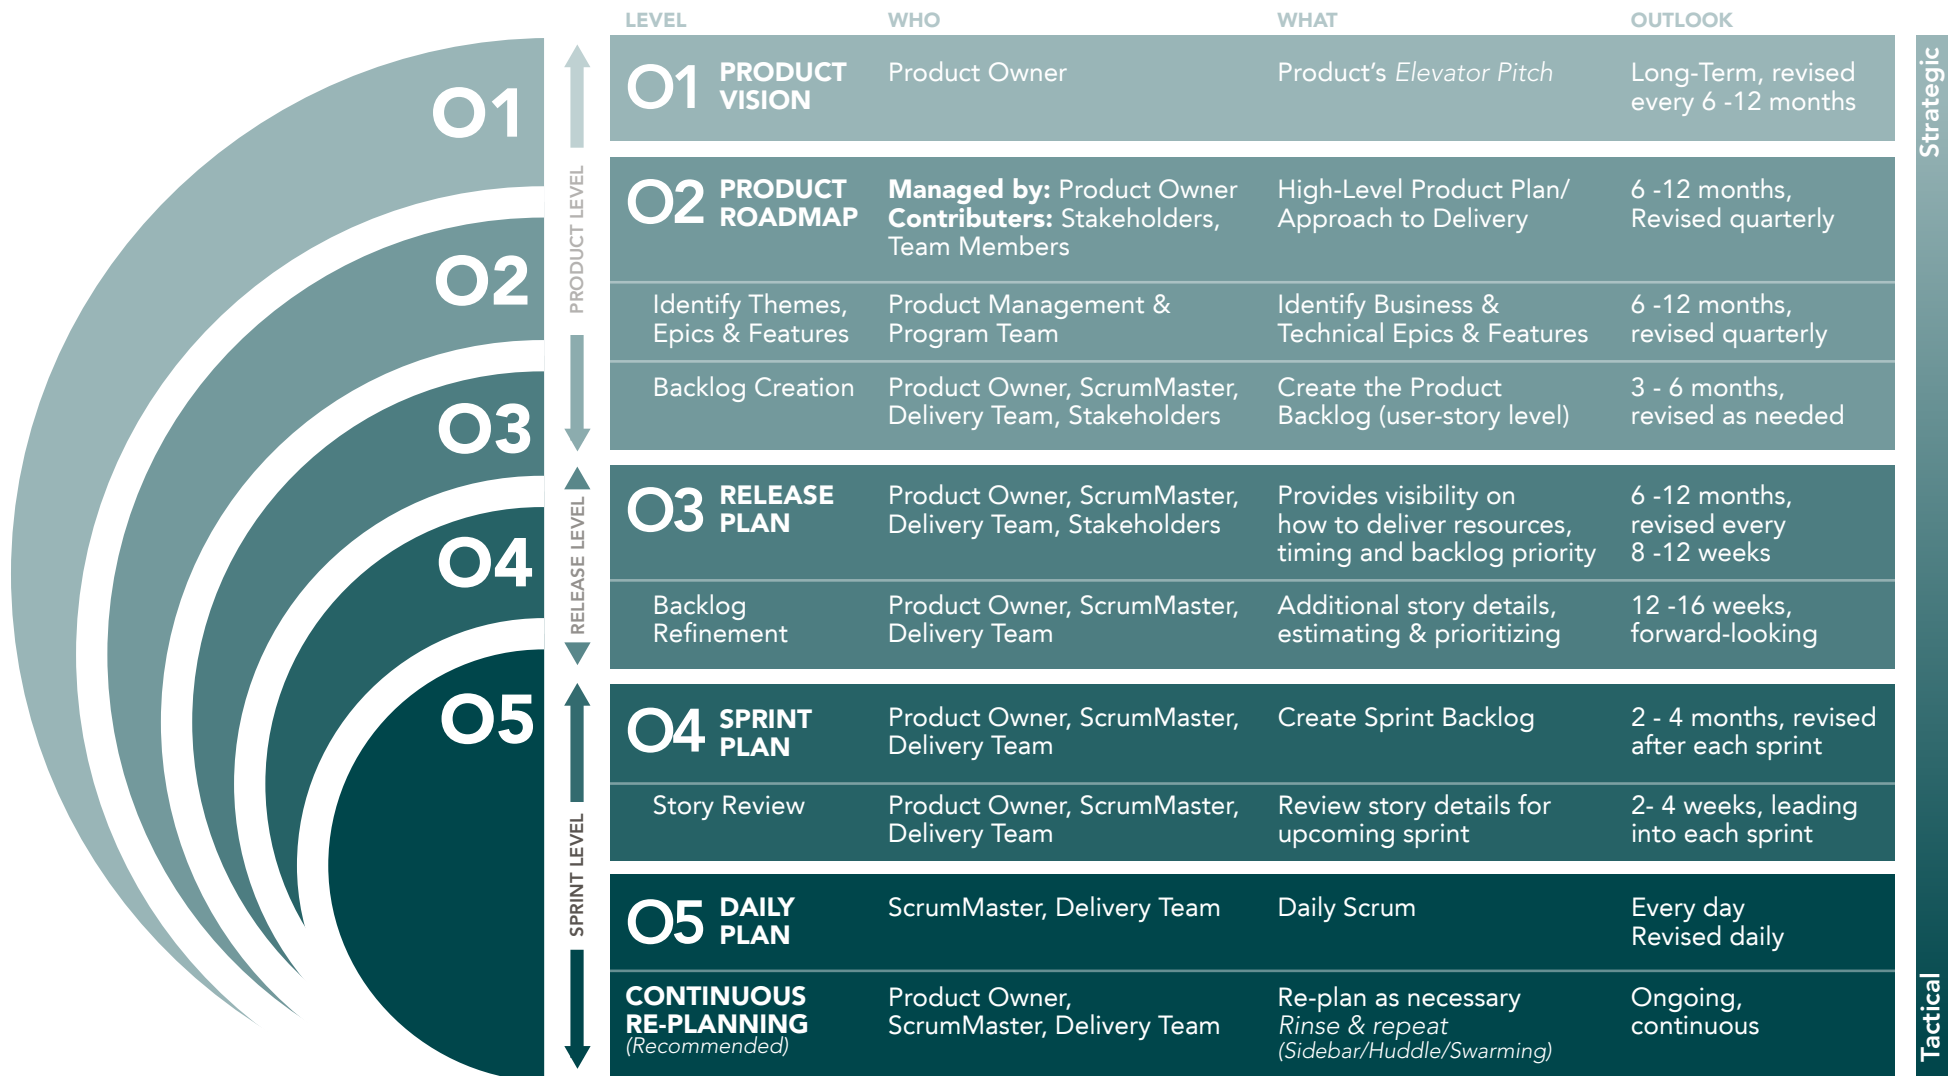 LEVEL WHO WHAT OUTLOOK
01
02
03
04
05
PRODUCT LEVEL
RELEASE LEVEL
SPRINT LEVEL
01 PRODUCT
VISION
Product Owner
Product's Elevator Pitch
Long-Term, revised
every 6 -12 months
02 PRODUCT
ROADMAP
Managed by: Product Owner
Contributers: Stakeholders,
Team Members
High-Level Product Plan/
Approach to Delivery
6 -12 months,
Revised quarterly
Identify Themes,
Epics & Features
Product Management &
Program Team
Identify Business &
Technical Epics & Features
6 -12 months,
revised quarterly
Backlog Creation
Product Owner, ScrumMaster,
Delivery Team, Stakeholders
Create the Product
Backlog (user-story level)
3 - 6 months,
revised as needed
03 RELEASE
PLAN
Product Owner, ScrumMaster,
Delivery Team, Stakeholders
Provides visibility on
how to deliver resources,
timing and backlog priority
6 -12 months,
revised every
8 -12 weeks
Backlog
Refinement
Product Owner, ScrumMaster,
Delivery Team
Additional story details,
estimating & prioritizing
12 -16 weeks,
forward-looking
04 SPRINT
PLAN
Product Owner, ScrumMaster,
Delivery Team
Create Sprint Backlog
2 - 4 months, revised
after each sprint
Story Review
Product Owner, ScrumMaster,
Delivery Team
Review story details for
upcoming sprint
2- 4 weeks, leading
into each sprint
05 DAILY
PLAN
ScrumMaster, Delivery Team
Daily Scrum
Every day
Revised daily
CONTINUOUS
RE-PLANNING
(Recommended)
Product Owner,
ScrumMaster, Delivery Team
Re-plan as necessary
Rinse & repeat
(Sidebar/Huddle/Swarming)
Ongoing,
continuous
Strategic
Tactical